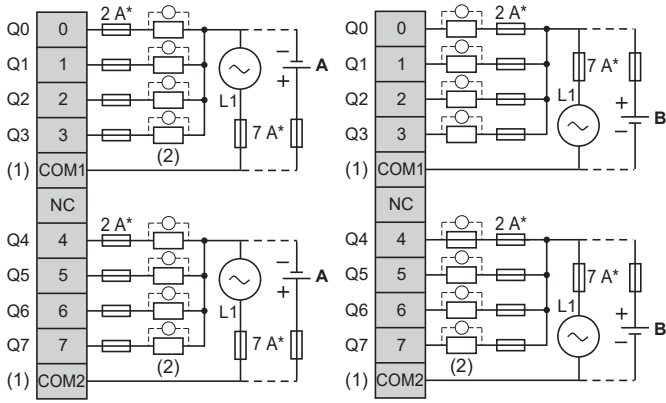 2 A*
Q0 0
Q1 1
Q2 2
Q3 3
(1) COM1
NC
L1
7 A*
− + A
(2)
2 A*
Q4 4
Q5 5
Q6 6
Q7 7
(1) COM2
L1
7 A*
− + A
(2)
2 A*
Q0 0
Q1 1
Q2 2
Q3 3
(1) COM1
NC
7 A*
L1
+ − B
2 A*
Q4 4
Q5 5
Q6 6
Q7 7
(1) COM2
7 A*
L1
+ − B
(2)